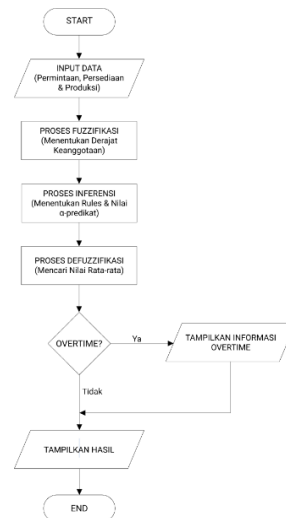 START
INPUT DATA
(Permintaan, Persediaan
& Produksi)
PROSES FUZZIFIKASI
(Menentukan Derajat
Keanggotaan)
PROSES INFERENSI
(Menentukan Rules & Nilai
α-predikat)
PROSES DEFUZZIFIKASI
(Mencari Nilai Rata-rata)
OVERTIME?
Ya
TAMPILKAN INFORMASI
OVERTIME
Tidak
TAMPILKAN HASIL
END